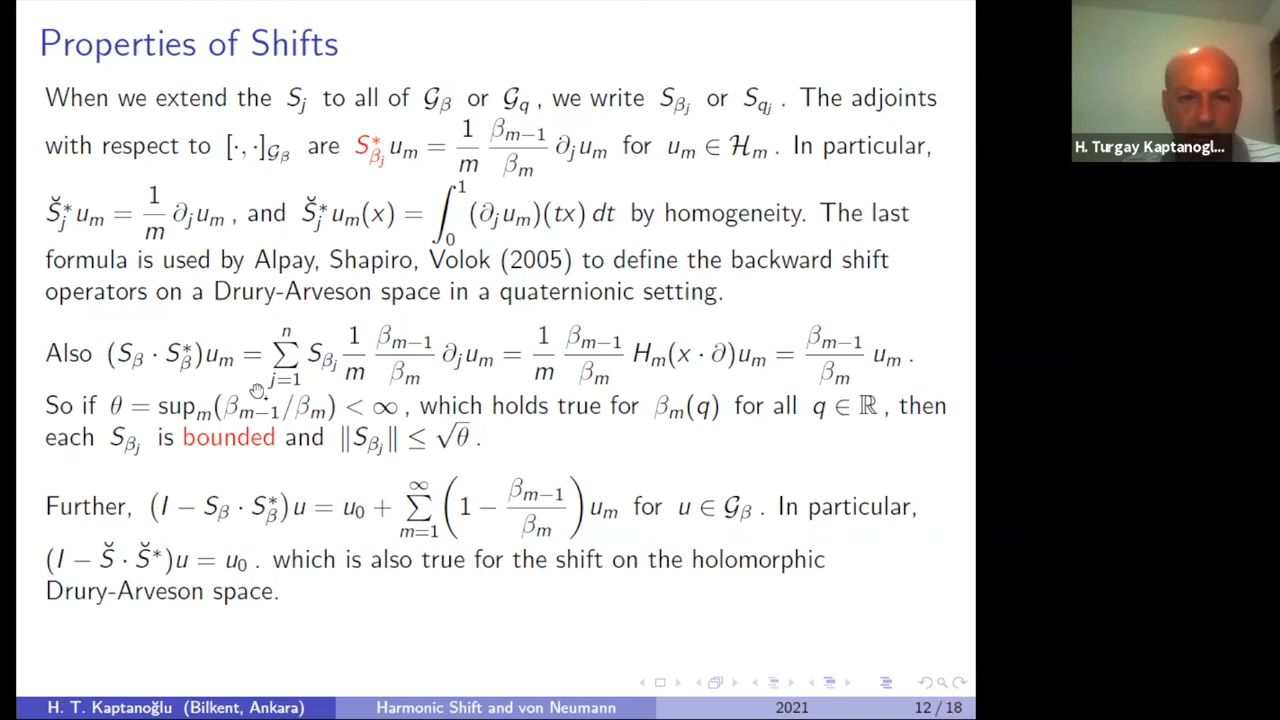 Properties of Shifts
When we extend the S_j to all of 𝒢_β or 𝒢_q , we write S_{β_j} or S_{q_j} . The adjoints
with respect to [·, ·]_{𝒢_β} are S*_{β_j} u_m = 1/m β_{m−1}/β_m ∂_j u_m for u_m ∈ ℋ_m . In particular,
S̆*_j u_m = 1/m ∂_j u_m , and S̆*_j u_m(x) = ∫_0^1 (∂_j u_m)(tx) dt by homogeneity. The last
formula is used by Alpay, Shapiro, Volok (2005) to define the backward shift
operators on a Drury-Arveson space in a quaternionic setting.
Also (S_β · S*_β)u_m = ∑_{j=1}^n S_{β_j} 1/m β_{m−1}/β_m ∂_j u_m = 1/m β_{m−1}/β_m H_m(x · ∂)u_m = β_{m−1}/β_m u_m .
So if θ = sup_m(β_{m−1}/β_m) < ∞ , which holds true for β_m(q) for all q ∈ ℝ , then
each S_{β_j} is bounded and ‖S_{β_j}‖ ≤ √θ .
Further, (I − S_β · S*_β)u = u_0 + ∑_{m=1}^∞ (1 − β_{m−1}/β_m) u_m for u ∈ 𝒢_β . In particular,
(I − S̆ · S̆*)u = u_0 . which is also true for the shift on the holomorphic
Drury-Arveson space.
H. T. Kaptanoğlu (Bilkent, Ankara) Harmonic Shift and von Neumann 2021 12 / 18
H. Turgay Kaptanogl...